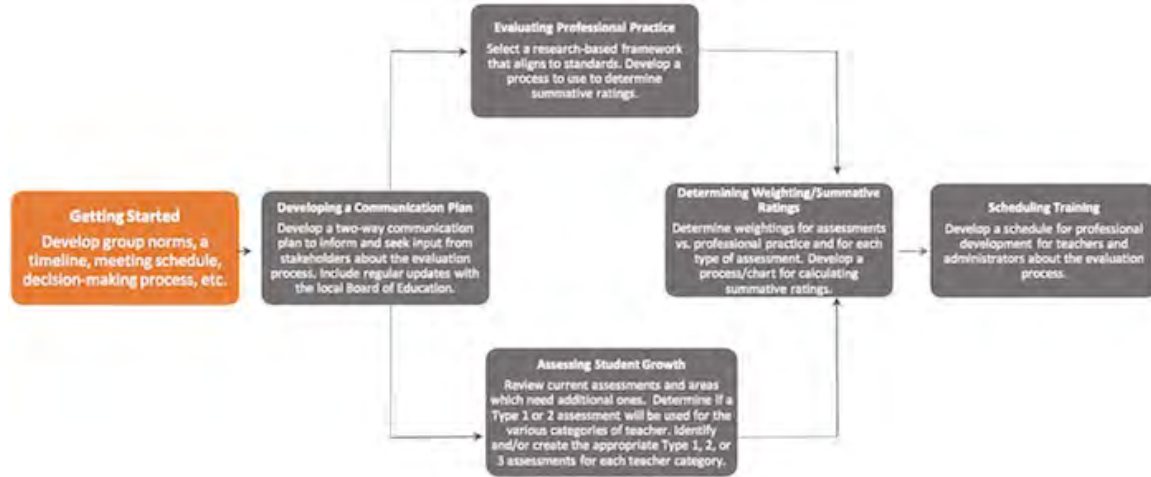 Evaluating Professional Practice
Select a research-based framework
that aligns to standards. Develop a
process to use to determine
summative ratings.
Getting Started
Develop group norms, a
timeline, meeting schedule,
decision-making process, etc.
Developing a Communication Plan
Develop a two-way communication
plan to inform and seek input from
stakeholders about the evaluation
process. Include regular updates with
the local Board of Education.
Determining Weighting/Summative
Ratings
Determine weightings for assessments
vs. professional practice and for each
type of assessment. Develop a
process/chart for calculating
summative ratings.
Scheduling Training
Develop a schedule for professional
development for teachers and
administrators about the evaluation
process.
Assessing Student Growth
Review current assessments and areas
which need additional ones. Determine if a
Type 1 or 2 assessment will be used for the
various categories of teacher. Identify
and/or create the appropriate Type 1, 2, or
3 assessments for each teacher category.